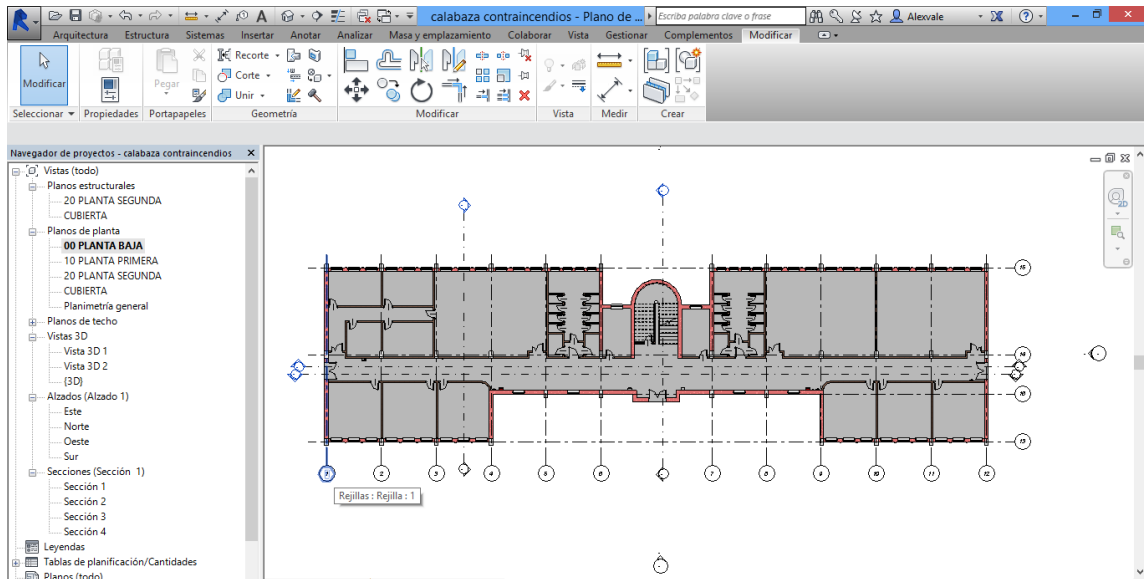 calabaza contraincendios - Plano de ... Escriba palabra clave o frase Alexvale
Arquitectura Estructura Sistemas Insertar Anotar Analizar Masa y emplazamiento Colaborar Vista Gestionar Complementos Modificar
Modificar Pegar Recorte
Corte
Unir
Seleccionar Propiedades Portapapeles Geometría Modificar Vista Medir Crear
Navegador de proyectos - calabaza contraincendios
Vistas (todo)
Planos estructurales
20 PLANTA SEGUNDA
CUBIERTA
Planos de planta
00 PLANTA BAJA
10 PLANTA PRIMERA
20 PLANTA SEGUNDA
CUBIERTA
Planimetría general
Planos de techo
Vistas 3D
Vista 3D 1
Vista 3D 2
{3D}
Alzados (Alzado 1)
Este
Norte
Oeste
Sur
Secciones (Sección 1)
Sección 1
Sección 2
Sección 3
Sección 4
Leyendas
Tablas de planificación/Cantidades
Planos (todo)
2D
15
14
16
13
1 2 3 4 5 6 7 8 9 10 11 12
Rejillas : Rejilla : 1